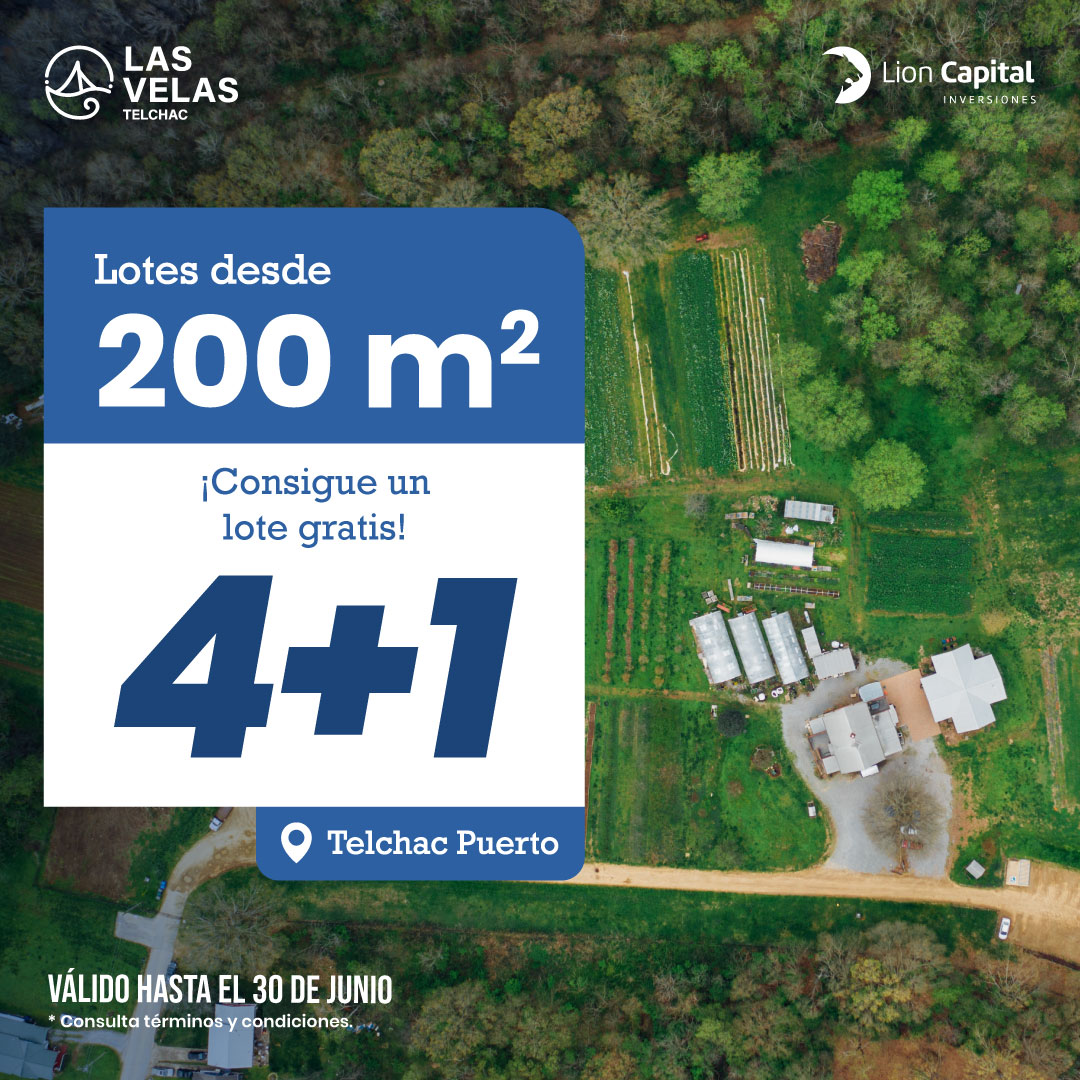 LAS
VELAS
TELCHAC
Lion Capital
INVERSIONES
Lotes desde
200 m²
¡Consigue un
lote gratis!
4+1
Telchac Puerto
VÁLIDO HASTA EL 30 DE JUNIO
* Consulta términos y condiciones.